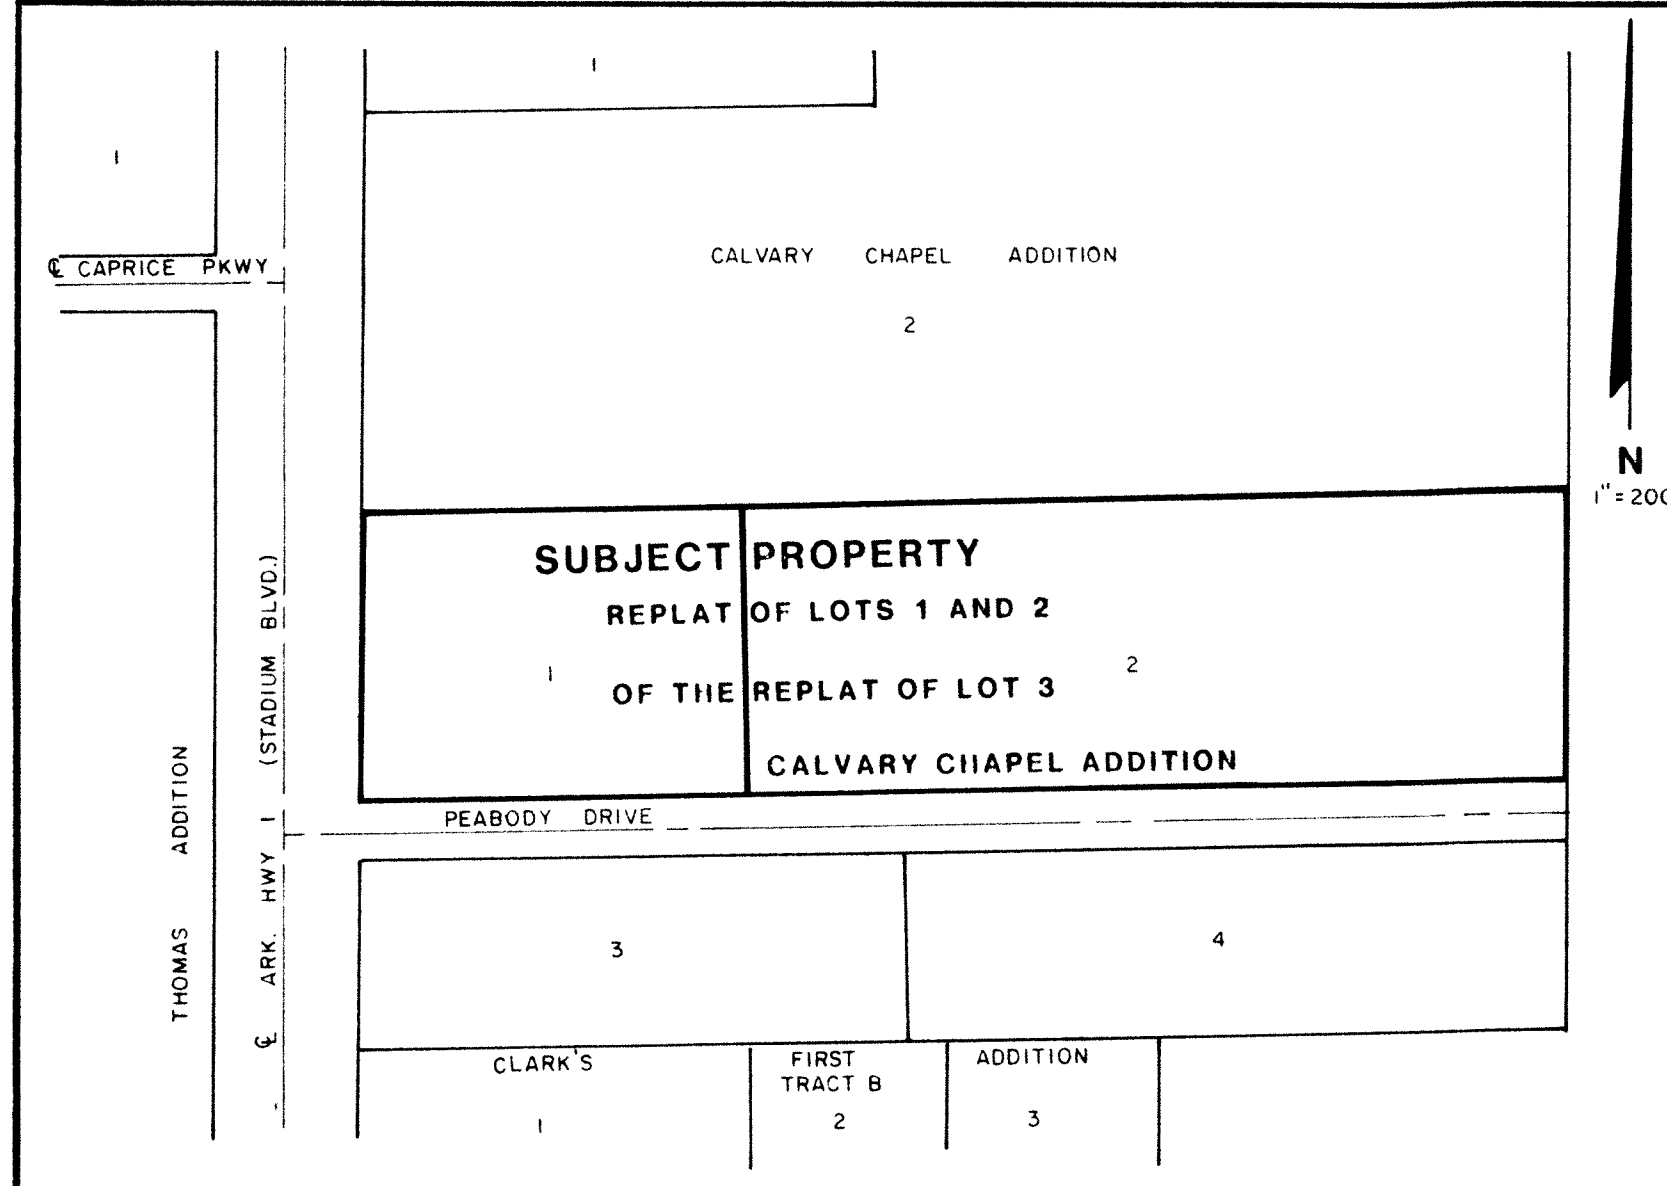 1
1
℄ CAPRICE PKWY
CALVARY CHAPEL ADDITION
2
N
1" = 200
SUBJECT PROPERTY
REPLAT OF LOTS 1 AND 2
1
2
OF THE REPLAT OF LOT 3
CALVARY CHAPEL ADDITION
PEABODY DRIVE
THOMAS ADDITION
℄ ARK. HWY 1 (STADIUM BLVD.)
3
4
CLARK'S FIRST ADDITION
TRACT B
1
2
3